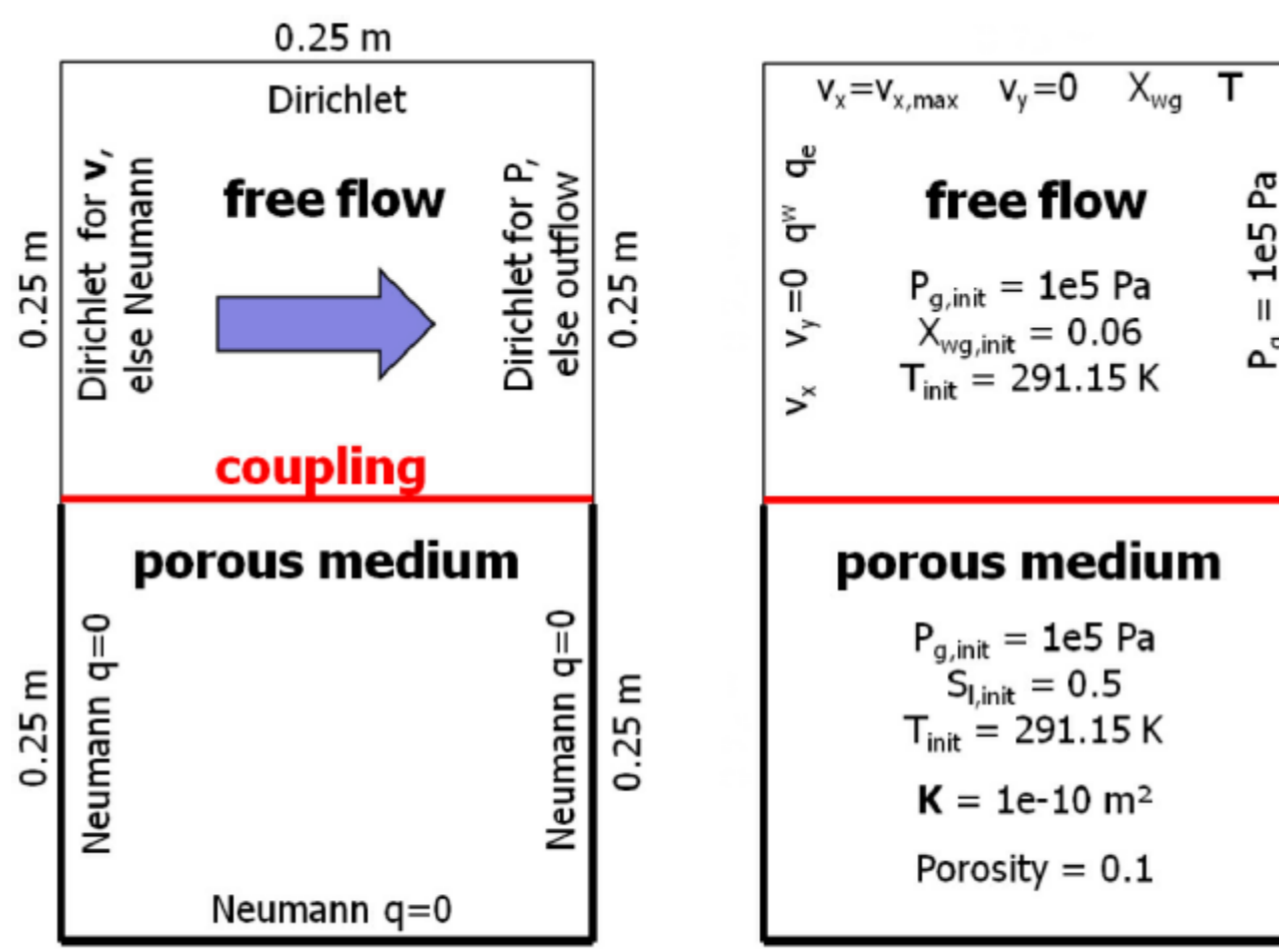 0.25 m
Dirichlet
Dirichlet for v,
else Neumann
free flow
Dirichlet for P,
else outflow
0.25 m
0.25 m
coupling
porous medium
Neumann q=0
Neumann q=0
0.25 m
0.25 m
Neumann q=0
vₓ=vₓ,max vy=0 Xwg T
vₓ vy=0 qʷ qₑ
free flow
Pg,init = 1e5 Pa
Xwg,init = 0.06
Tinit = 291.15 K
Pg = 1e5 Pa
porous medium
Pg,init = 1e5 Pa
Sl,init = 0.5
Tinit = 291.15 K
K = 1e-10 m²
Porosity = 0.1